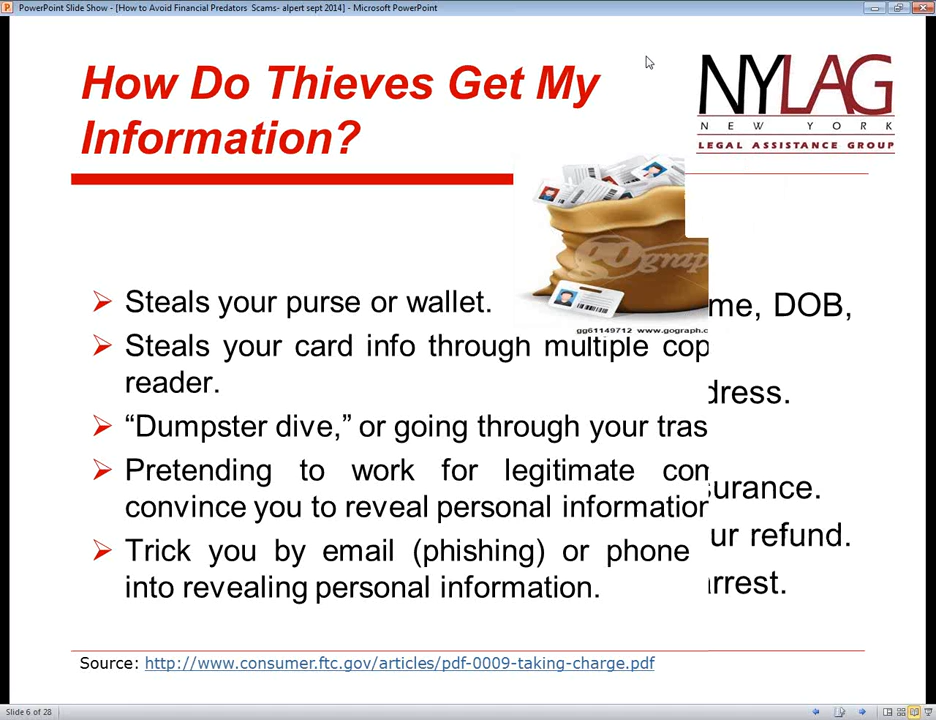 PowerPoint Slide Show - [How to Avoid Financial Predators Scams- alpert sept 2014] - Microsoft PowerPoint
How Do Thieves Get My
Information?
NYLAG
NEW YORK
LEGAL ASSISTANCE GROUP
gograp
gg61149712 www.gograph.c
Steals your purse or wallet.
me, DOB,
Steals your card info through multiple cop
reader.
dress.
“Dumpster dive,” or going through your tras
Pretending to work for legitimate com
surance.
convince you to reveal personal information
ur refund.
Trick you by email (phishing) or phone
arrest.
into revealing personal information.
Source: http://www.consumer.ftc.gov/articles/pdf-0009-taking-charge.pdf
Slide 6 of 28